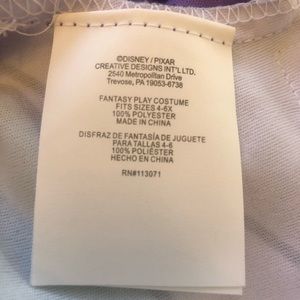 ©DISNEY / PIXAR
CREATIVE DESIGNS INT'L LTD.
2540 Metropolitan Drive
Trevose, PA 19053-6738
FANTASY PLAY COSTUME
FITS SIZES 4-6X
100% POLYESTER
MADE IN CHINA
DISFRAZ DE FANTASÍA DE JUGUETE
PARA TALLAS 4-6
100% POLIÉSTER
HECHO EN CHINA
RN#113071